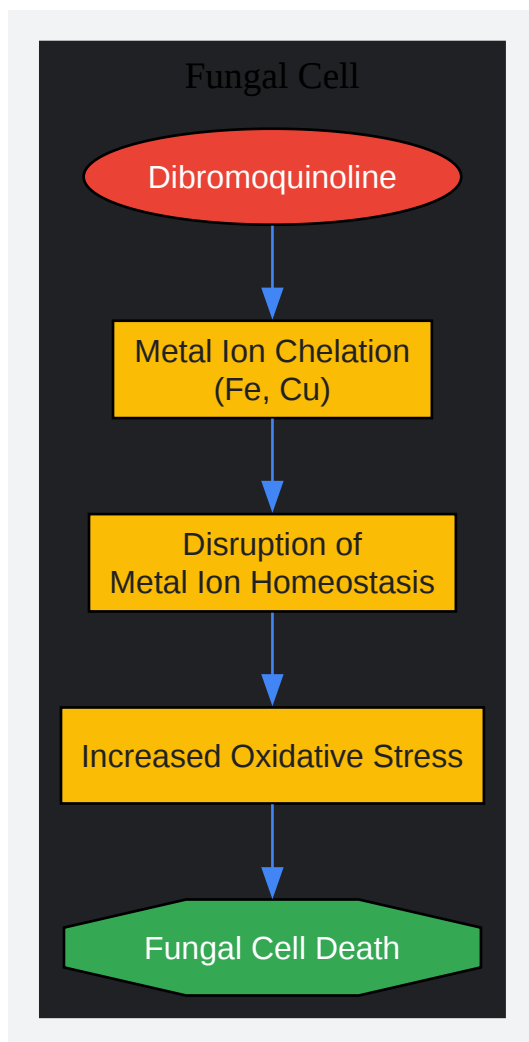 Fungal Cell
Dibromoquinoline
Metal Ion Chelation
(Fe, Cu)
Disruption of
Metal Ion Homeostasis
Increased Oxidative Stress
Fungal Cell Death